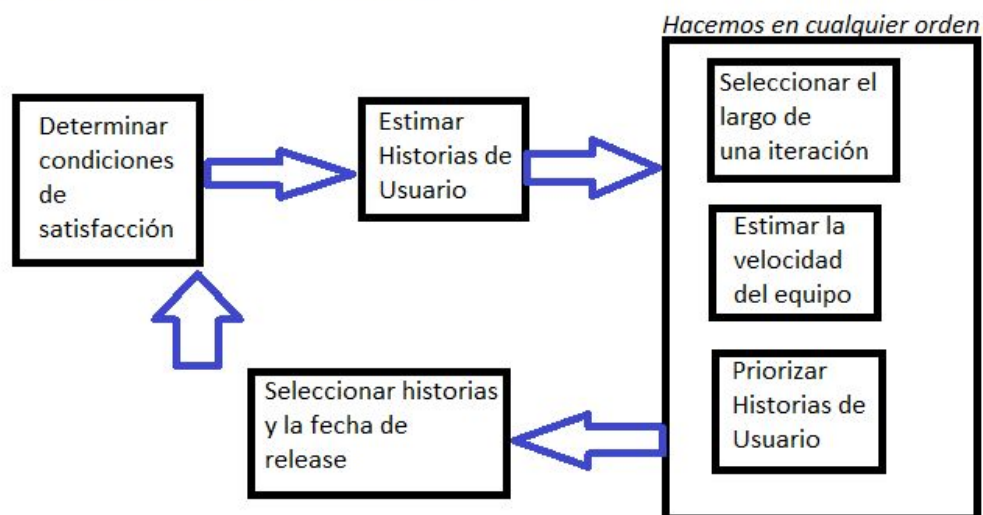 Hacemos en cualquier orden
Determinar
condiciones
de
satisfacción
Estimar
Historias de
Usuario
Seleccionar el
largo de
una iteración
Estimar la
velocidad
del equipo
Priorizar
Historias de
Usuario
Seleccionar historias
y la fecha de
release